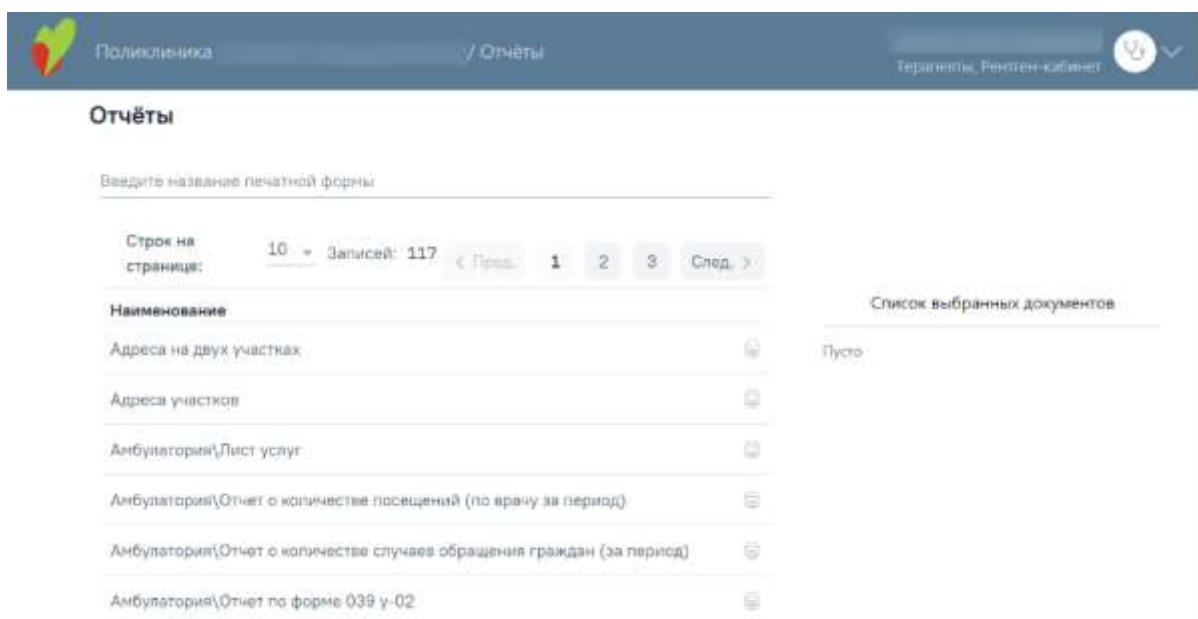 Поликлиника / Отчёты
Терапевты, Рентген-кабинет
Отчёты
Введите название печатной формы
Строк на странице: 10 Записей: 117 < Пред. 1 2 3 След. >
Наименование
Адреса на двух участках
Адреса участков
Амбулатория\Лист услуг
Амбулатория\Отчет о количестве посещений (по врачу за период)
Амбулатория\Отчет о количестве случаев обращения граждан (за период)
Амбулатория\Отчет по форме 039 у-02
Список выбранных документов
Пусто